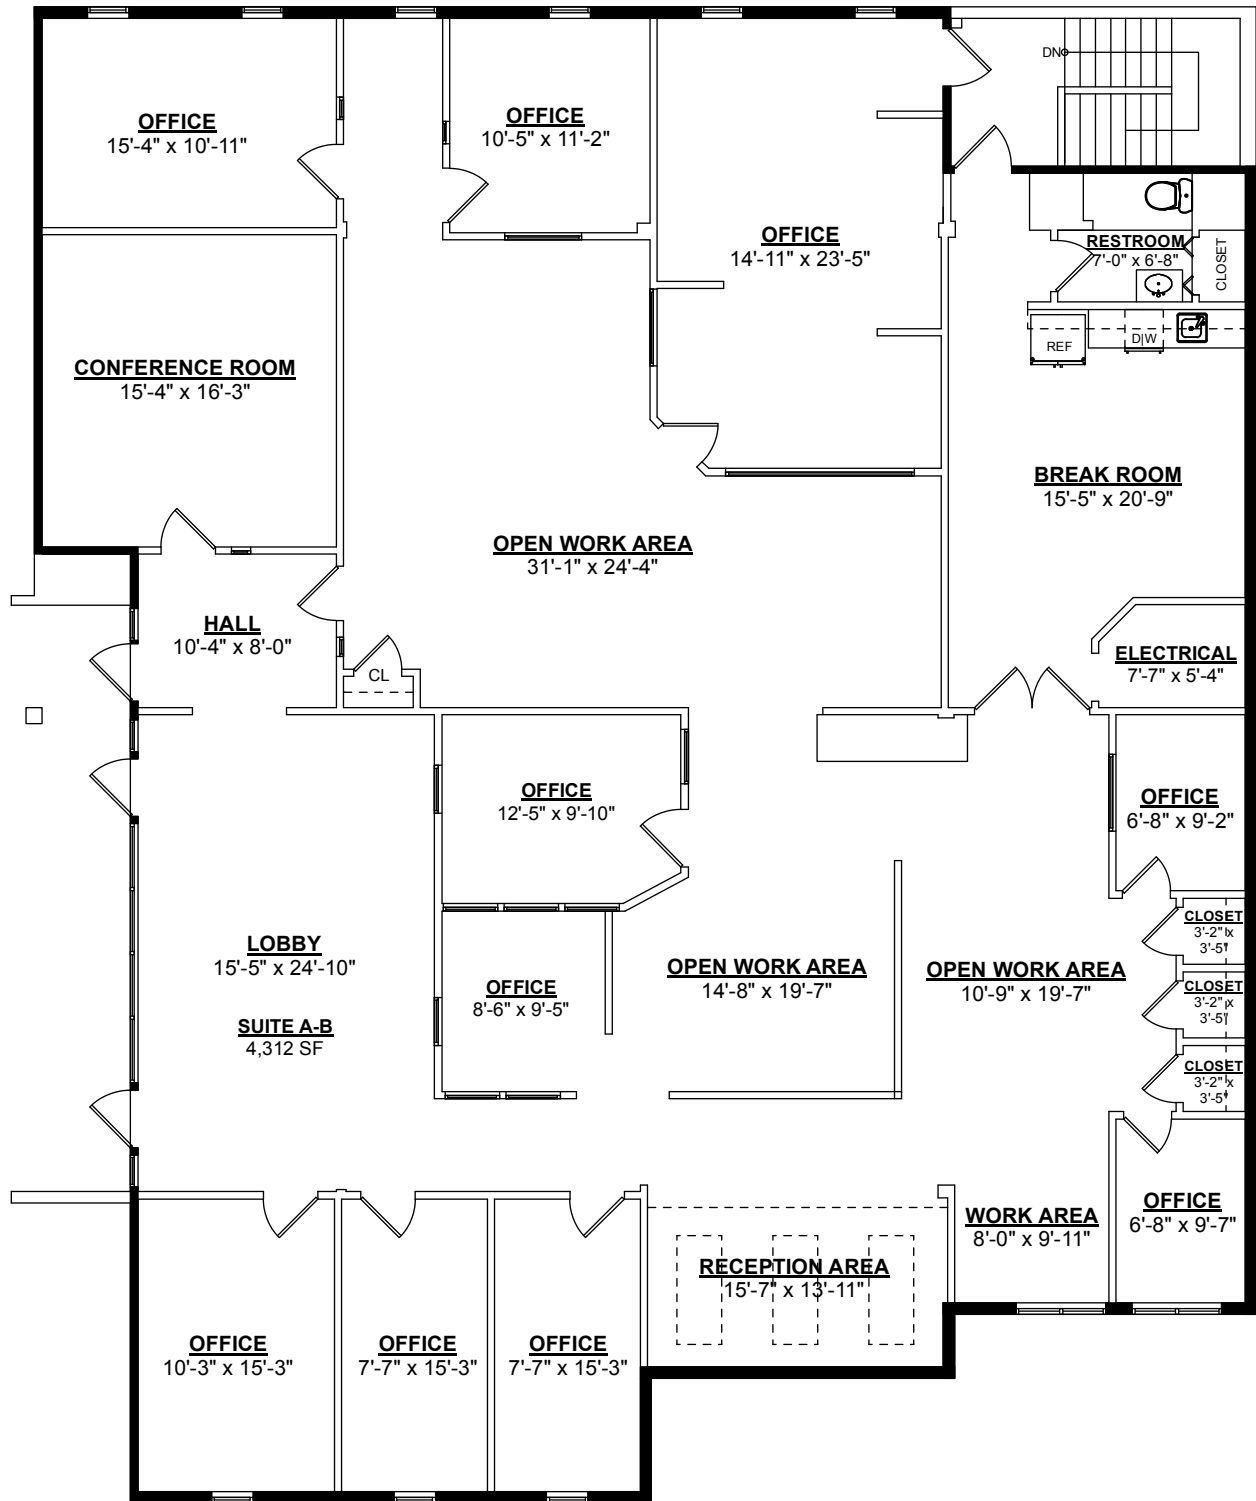 DN
OFFICE
15'-4" x 10'-11"
OFFICE
10'-5" x 11'-2"
OFFICE
14'-11" x 23'-5"
RESTROOM
7'-0" x 6'-8"
CLOSET
REF
D|W
CONFERENCE ROOM
15'-4" x 16'-3"
BREAK ROOM
15'-5" x 20'-9"
OPEN WORK AREA
31'-1" x 24'-4"
HALL
10'-4" x 8'-0"
CL
ELECTRICAL
7'-7" x 5'-4"
OFFICE
12'-5" x 9'-10"
OFFICE
6'-8" x 9'-2"
CLOSET
3'-2" x
3'-5"
LOBBY
15'-5" x 24'-10"
SUITE A-B
4,312 SF
OFFICE
8'-6" x 9'-5"
OPEN WORK AREA
14'-8" x 19'-7"
OPEN WORK AREA
10'-9" x 19'-7"
CLOSET
3'-2" x
3'-5"
CLOSET
3'-2" x
3'-5"
WORK AREA
8'-0" x 9'-11"
OFFICE
6'-8" x 9'-7"
RECEPTION AREA
15'-7" x 13'-11"
OFFICE
10'-3" x 15'-3"
OFFICE
7'-7" x 15'-3"
OFFICE
7'-7" x 15'-3"